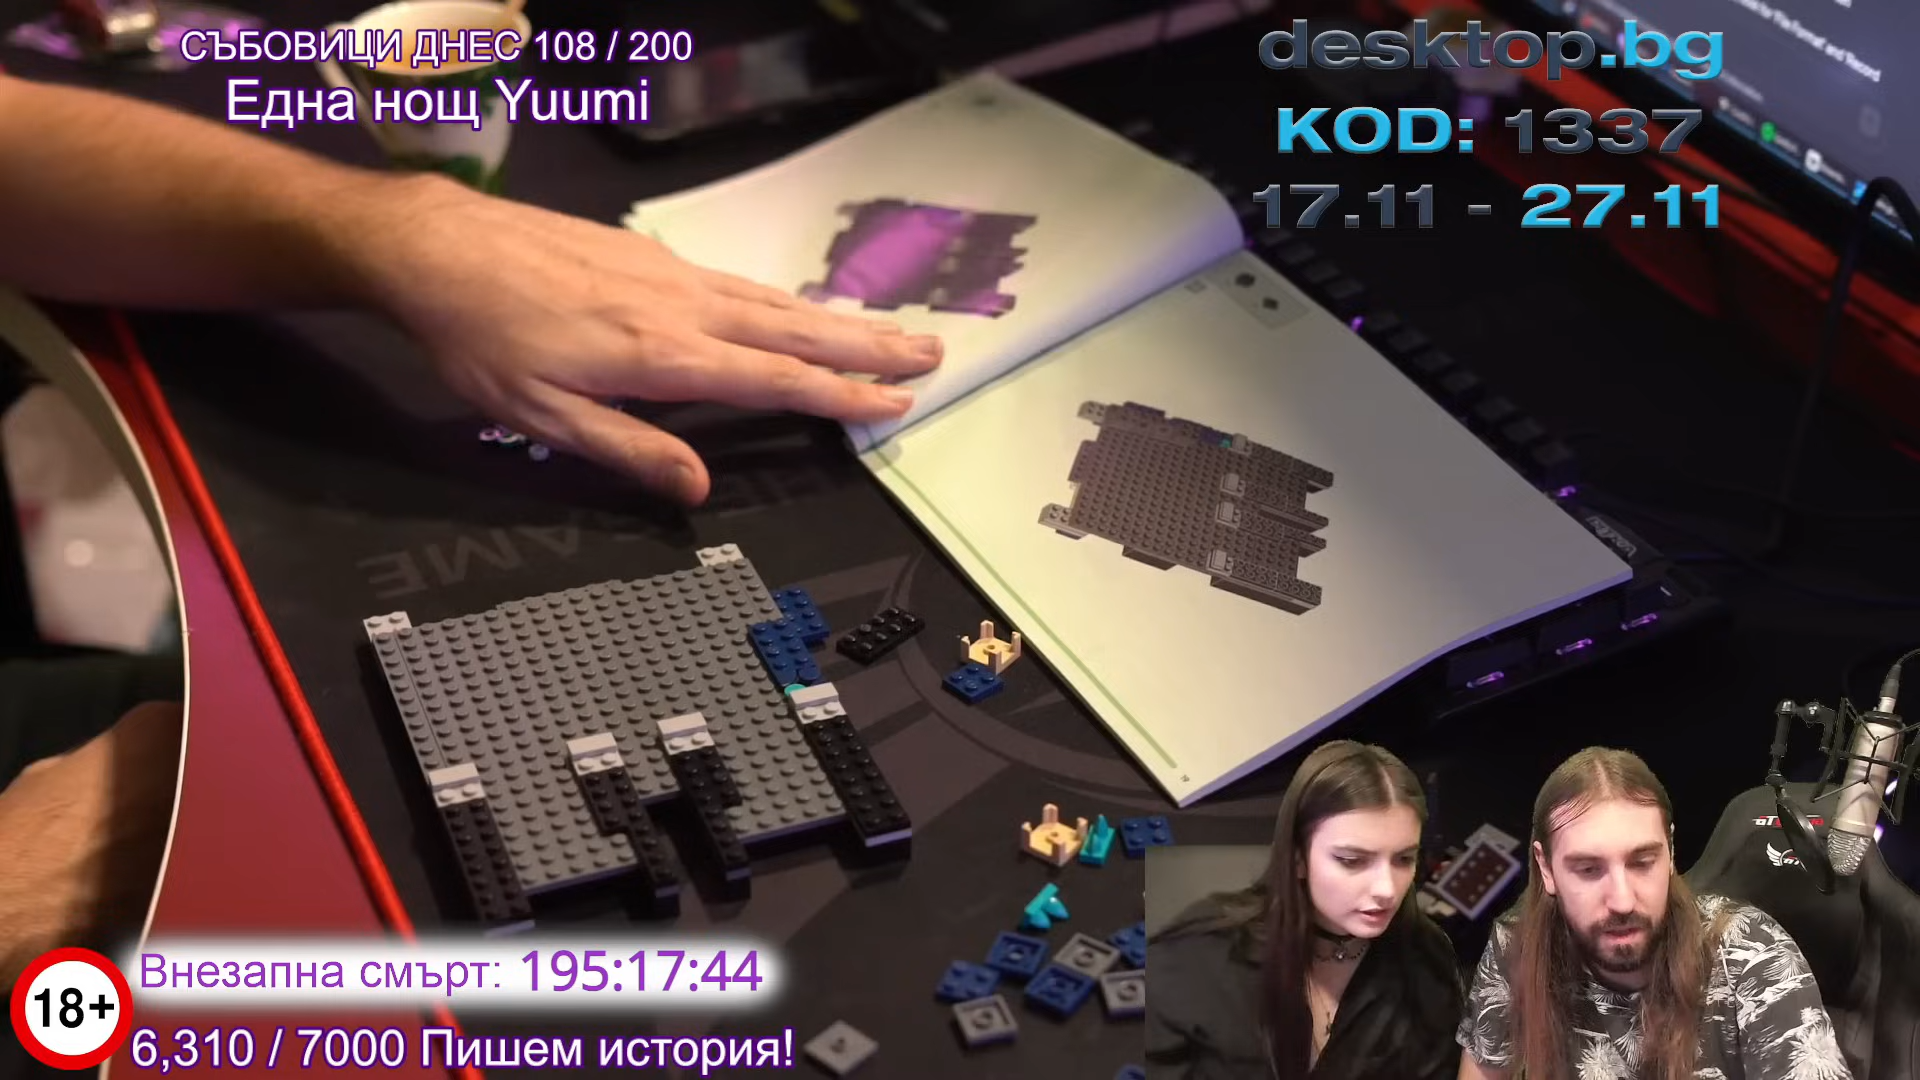 СЪБОВИЦИ ДНЕС 108 / 200
Една нощ Yuumi
desktop.bg
KOD: 1337
17.11 - 27.11
GAME
Внезапна смърт: 195:17:44
18+
6,310 / 7000 Пишем история!